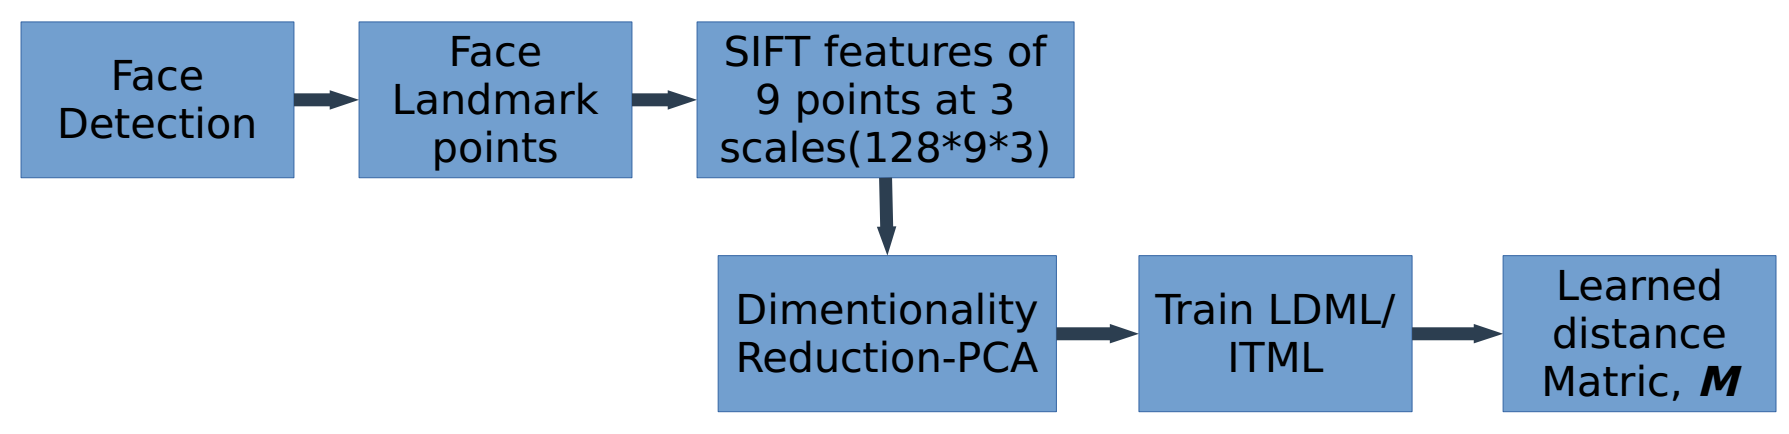 Face
Detection
Face
Landmark
points
SIFT features of
9 points at 3
scales(128*9*3)
Dimentionality
Reduction-PCA
Train LDML/
ITML
Learned
distance
Matric, M